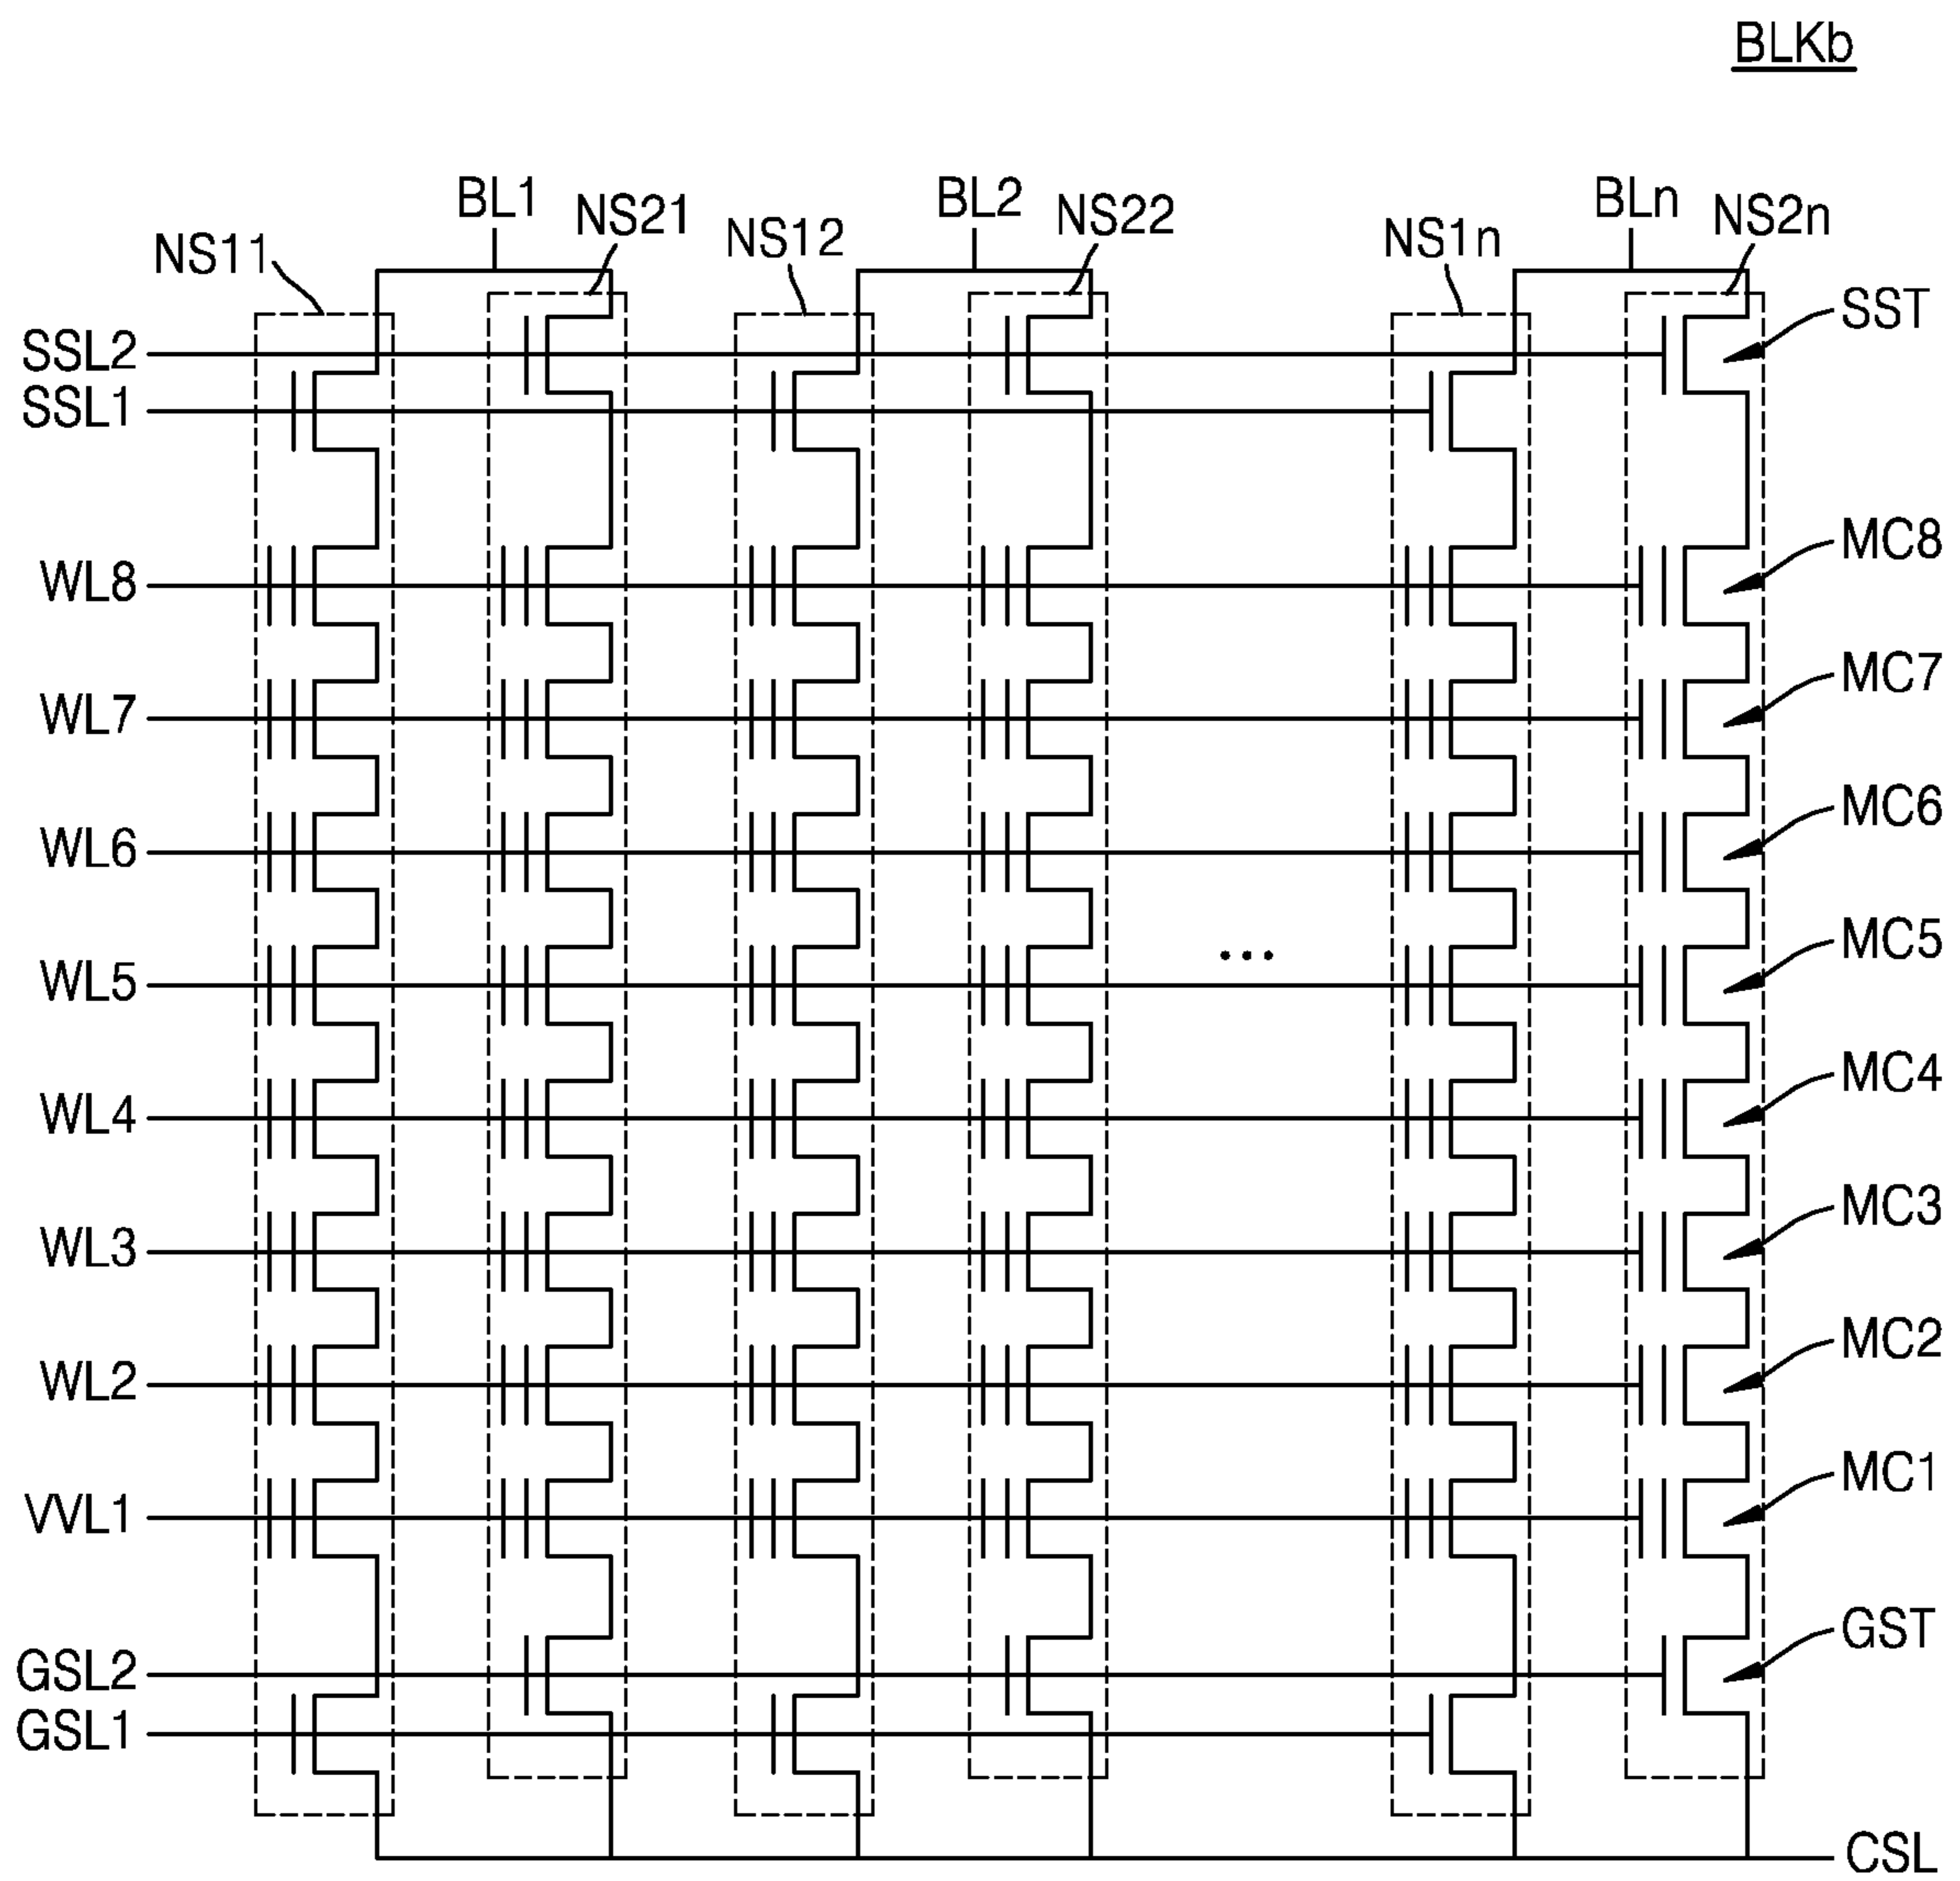 BLKb
BL1
NS21
BL2
NS22
BLn
NS2n
NS11
NS12
NS1n
SST
SSL2
SSL1
MC8
WL8
MC7
WL7
MC6
WL6
MC5
...
WL5
MC4
WL4
MC3
WL3
MC2
WL2
MC1
VVL1
GST
GSL2
GSL1
CSL